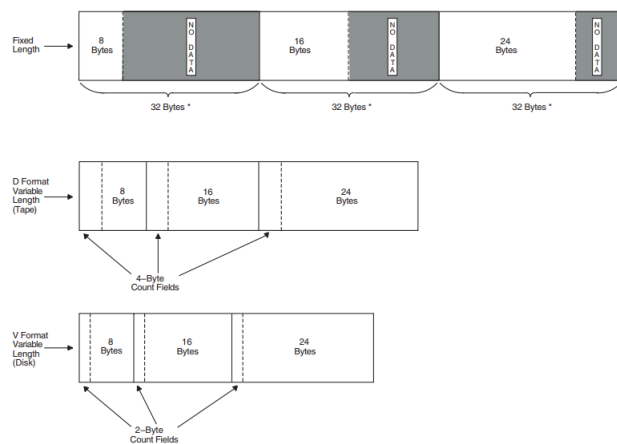 Fixed
Length
8
Bytes
NO DATA
16
Bytes
NO DATA
24
Bytes
NO DATA
32 Bytes *
32 Bytes *
32 Bytes *
D Format
Variable
Length
(Tape)
8
Bytes
16
Bytes
24
Bytes
4–Byte
Count Fields
V Format
Variable
Length
(Disk)
8
Bytes
16
Bytes
24
Bytes
2–Byte
Count Fields